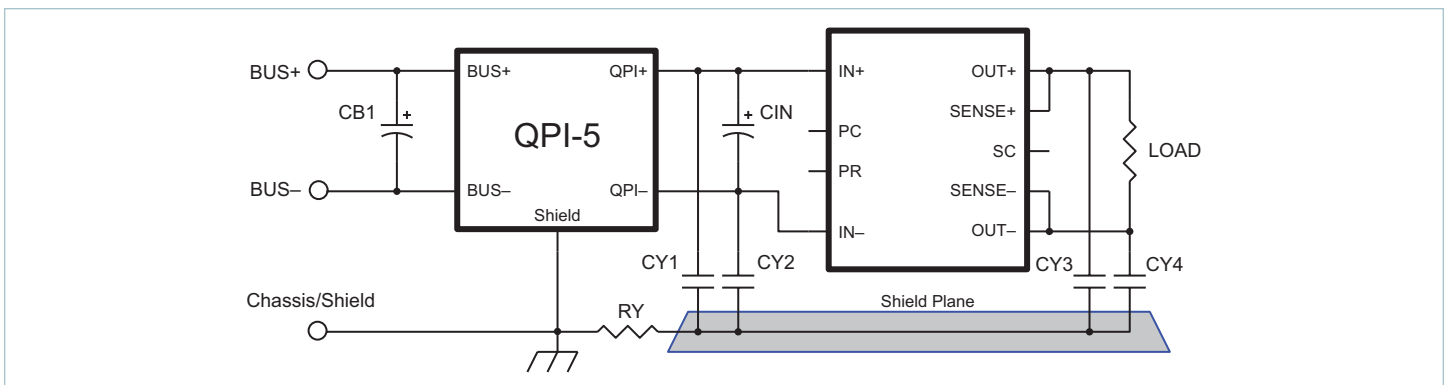 BUS+
BUS+
QPI+
IN+
OUT+
CB1
+
QPI-5
+
CIN
PC
SENSE+
SC
LOAD
PR
BUS–
BUS–
QPI–
SENSE–
Shield
IN–
OUT–
CY1
CY2
CY3
CY4
Chassis/Shield
RY
Shield Plane